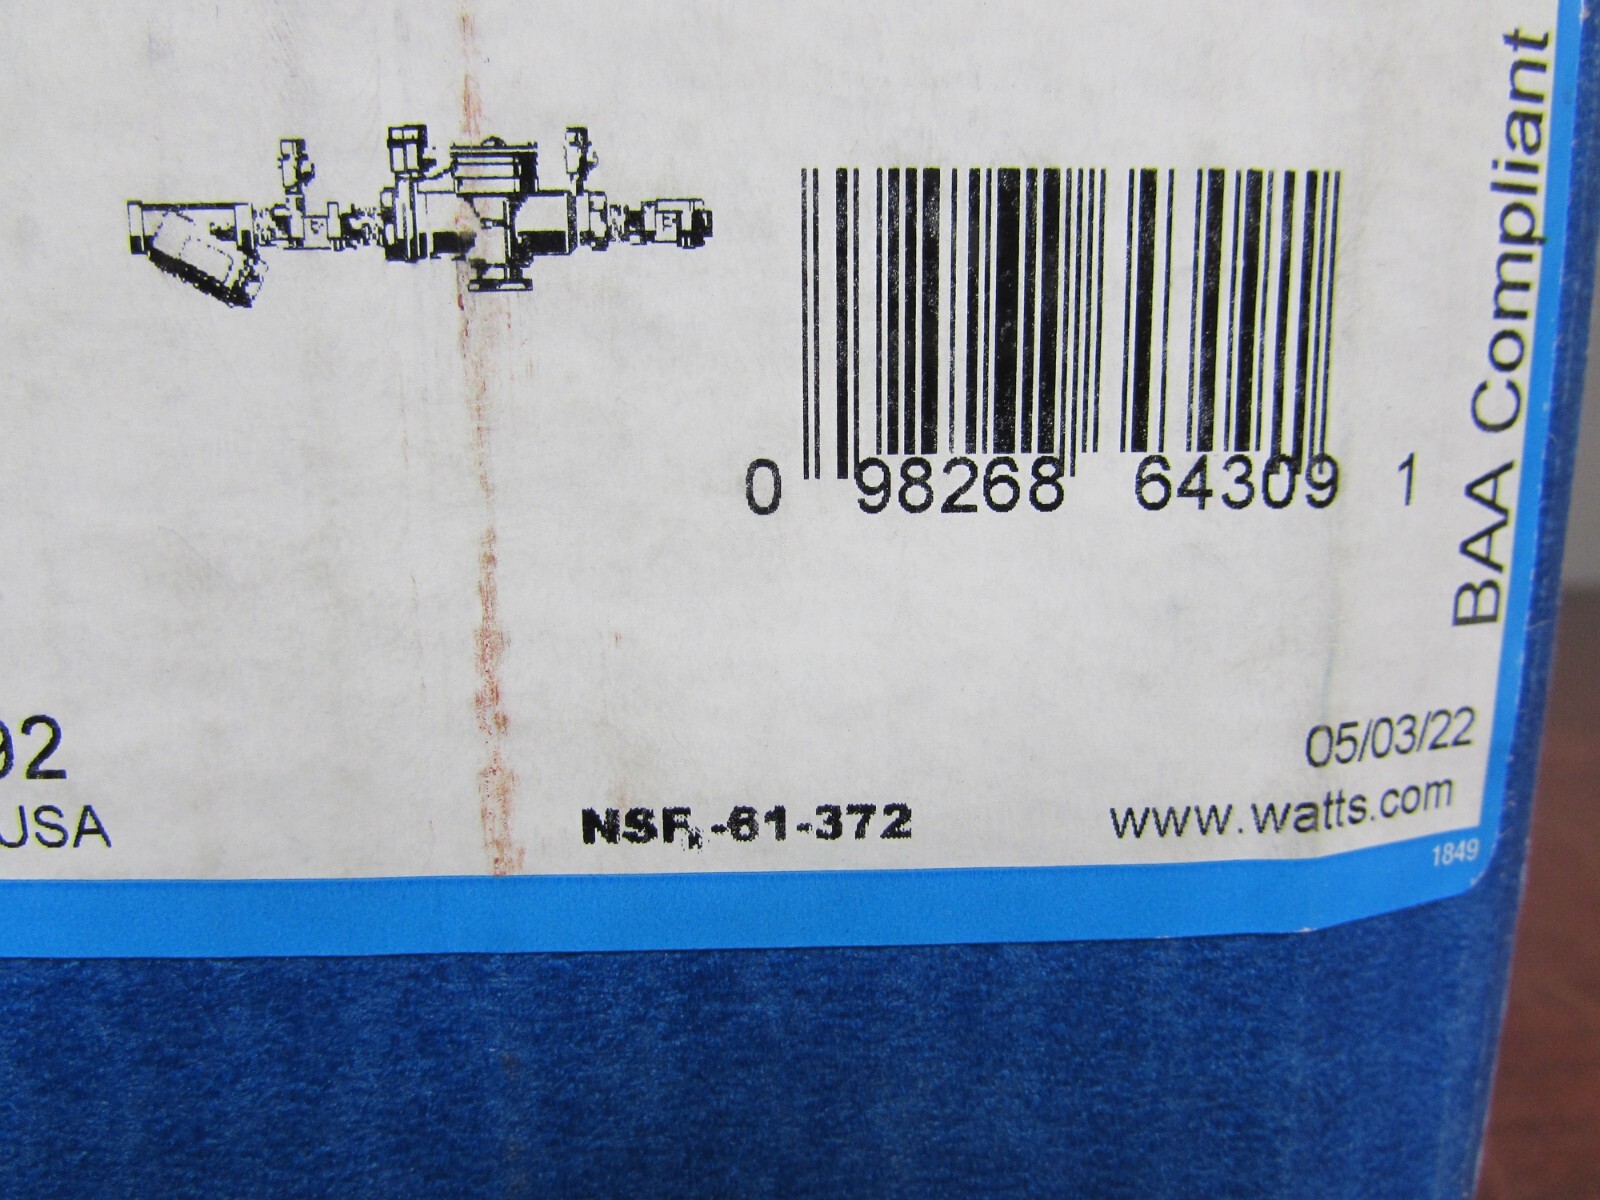 0 98268 64309 1
BAA Compliant
92
USA
05/03/22
NSF -61-372
www.watts.com
1849